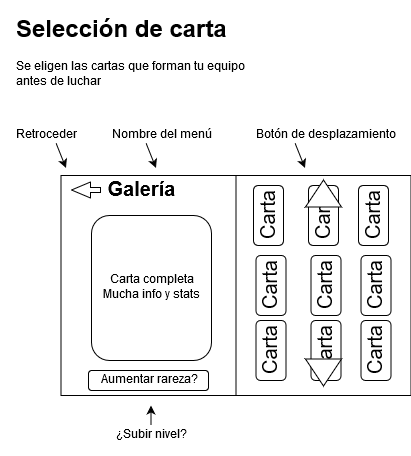 Selección de carta
Se eligen las cartas que forman tu equipo
antes de luchar
Retroceder
Nombre del menú
Botón de desplazamiento
Galería
Carta completa
Mucha info y stats
Aumentar rareza?
¿Subir nivel?
Carta
Car
Carta
Carta
Carta
Carta
Carta
arta
Carta